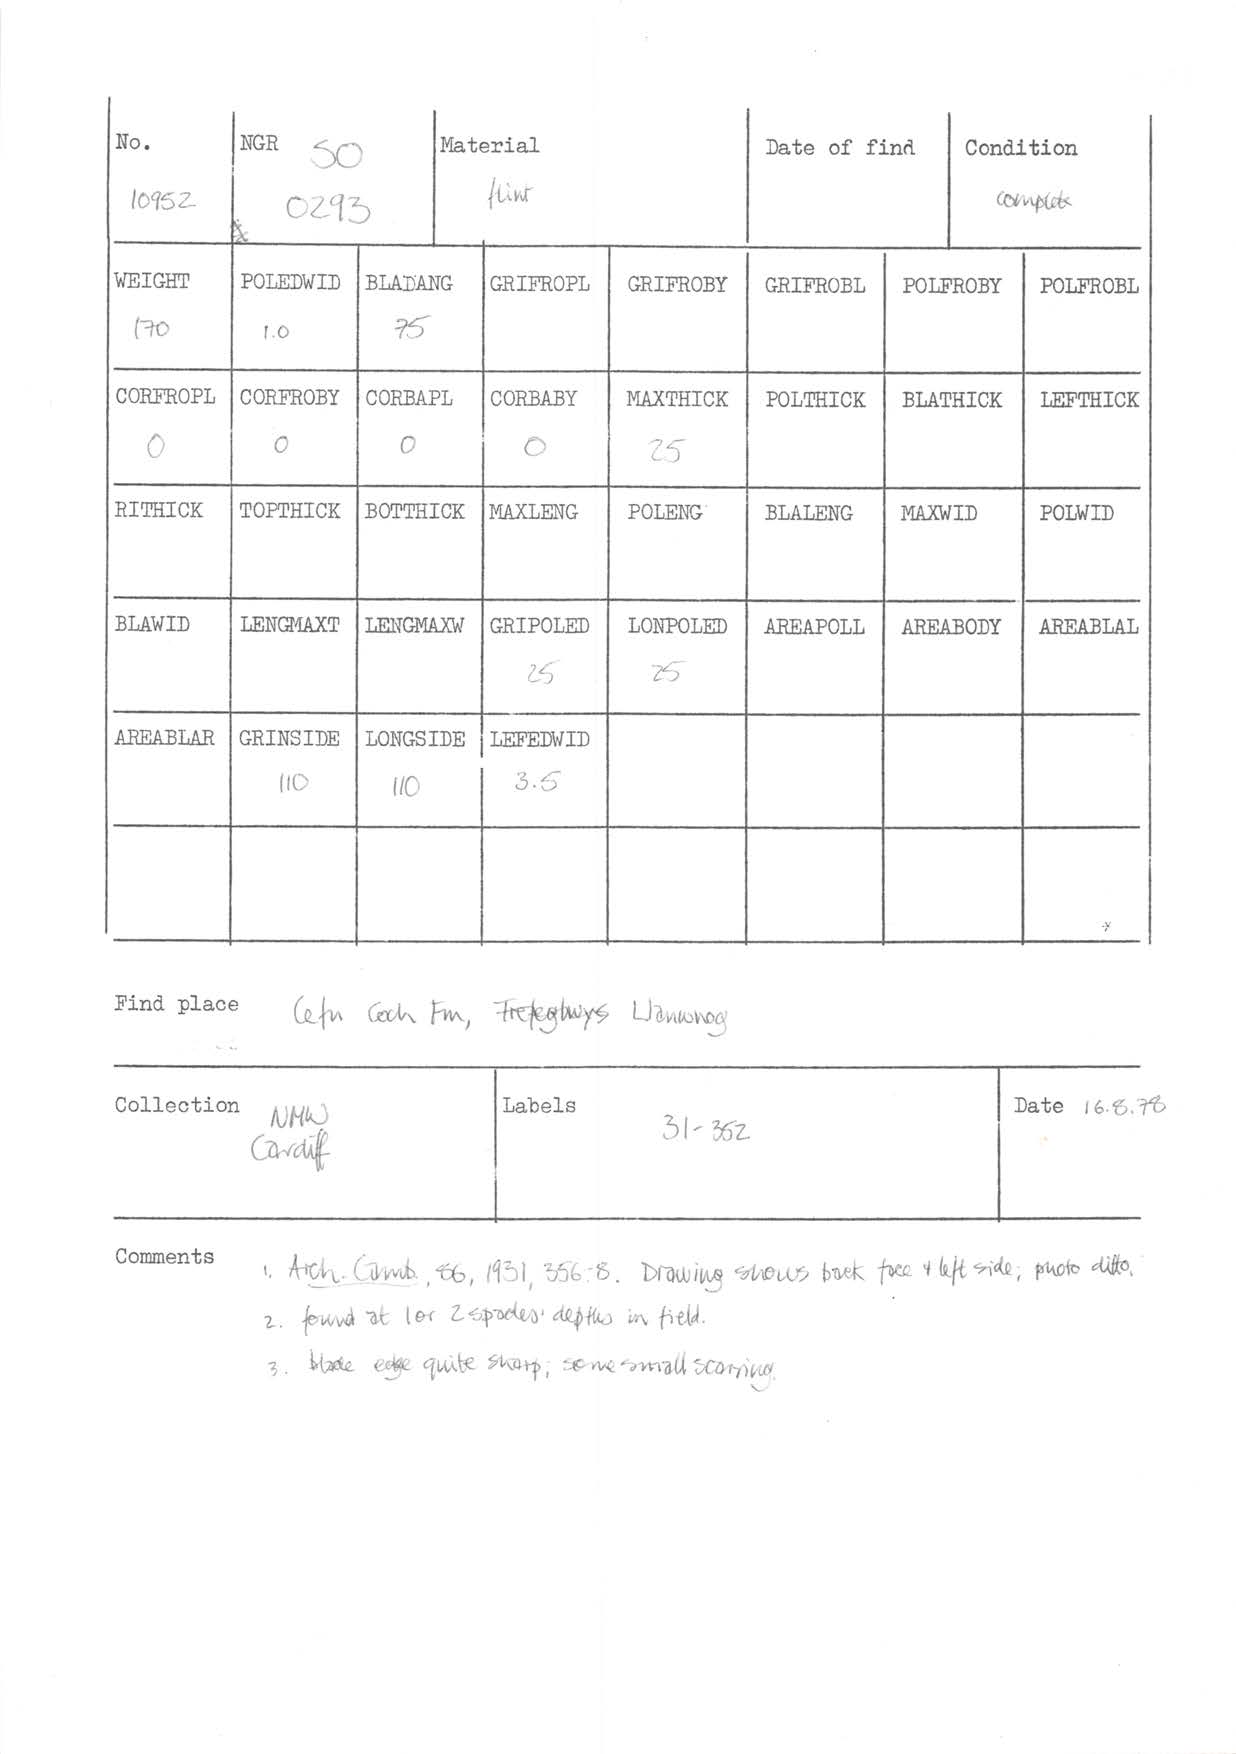 No. NGR SO Material Date of find Condition
10952 0293 flint complete
WEIGHT POLEDWID BLADANG GRIFROPL GRIFROBY GRIFROBL POLFROBY POLFROBL
170 1.0 75
CORFROPL CORFROBY CORBAPL CORBABY MAXTHICK POLTHICK BLATHICK LEFTHICK
0 0 0 0 25
RITHICK TOPTHICK BOTTHICK MAXLENG POLENG BLALENG MAXWID POLWID
BLAWID LENGMAXT LENGMAXW GRIPOLED LONPOLED AREAPOLL AREABODY AREABLAL
25 25
AREABLAR GRINSIDE LONGSIDE LEFEDWID
110 110 3.5
Find place Cefn Coch Fm, Trefeglwys Llanwnog
Collection NMW Cardiff Labels 31-352 Date 16.8.78
Comments 1. Arch. Camb., 86, 1931, 356-8. Drawing shows back face & left side; photo ditto.
2. found at 1 or 2 spades' depths in field.
3. blade edge quite sharp; some small scarring.